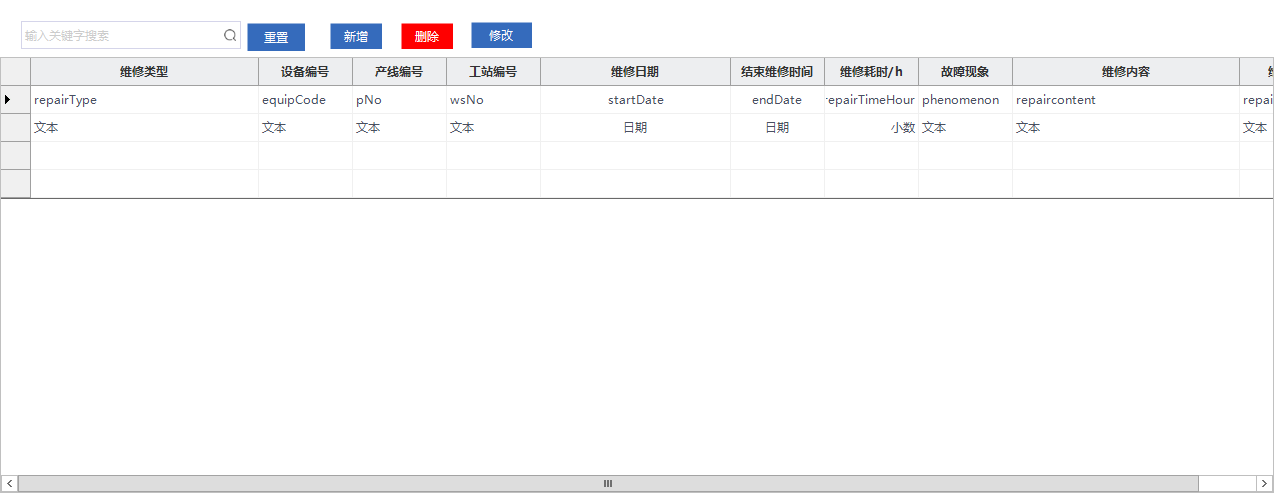 输入关键字搜索 重置 新增 删除 修改
维修类型 设备编号 产线编号 工站编号 维修日期 结束维修时间 维修耗时/h 故障现象 维修内容
repairType equipCode pNo wsNo startDate endDate repairTimeHour phenomenon repaircontent repai
文本 文本 文本 文本 日期 日期 小数 文本 文本 文本